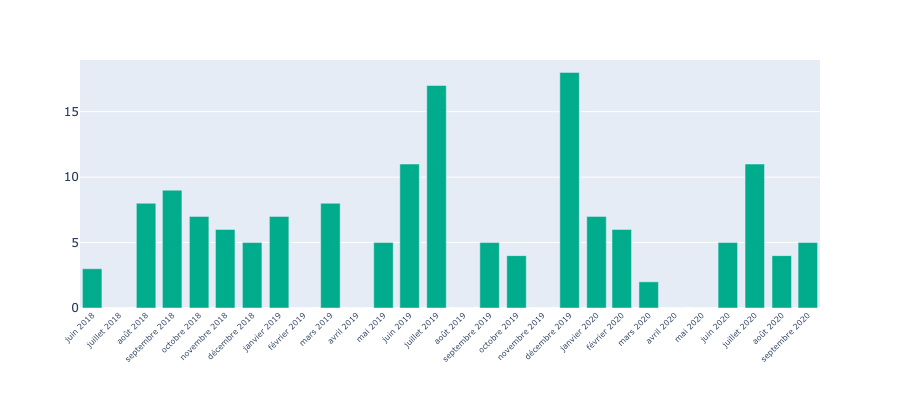 15
10
5
0
juin 2018
juillet 2018
août 2018
septembre 2018
octobre 2018
novembre 2018
décembre 2018
janvier 2019
février 2019
mars 2019
avril 2019
mai 2019
juin 2019
juillet 2019
août 2019
septembre 2019
octobre 2019
novembre 2019
décembre 2019
janvier 2020
février 2020
mars 2020
avril 2020
mai 2020
juin 2020
juillet 2020
août 2020
septembre 2020